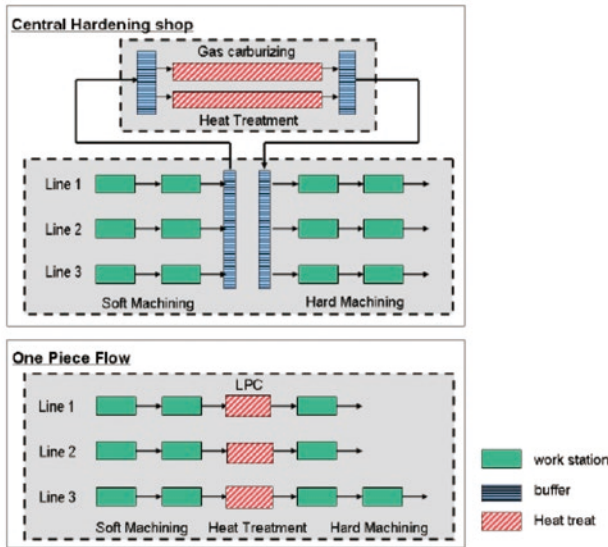 Central Hardening shop
Gas carburizing
Heat Treatment
Line 1
Line 2
Line 3
Soft Machining
Hard Machining
One Piece Flow
LPC
Line 1
Line 2
Line 3
Soft Machining
Heat Treatment
Hard Machining
work station
buffer
Heat treat